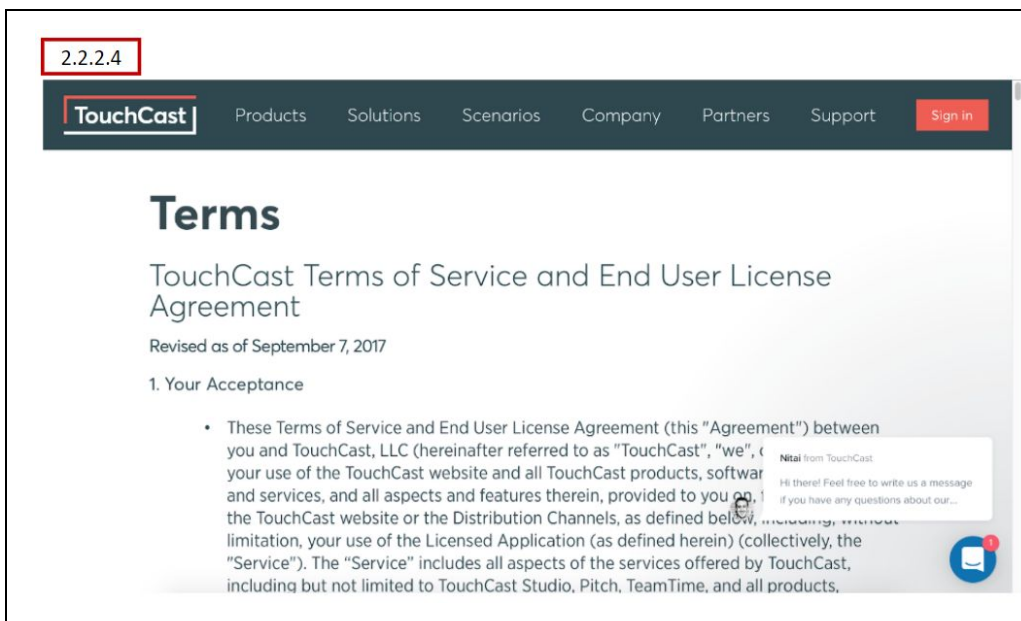 2.2.2.4
TouchCast Products Solutions Scenarios Company Partners Support Sign in
Terms
TouchCast Terms of Service and End User License
Agreement
Revised as of September 7, 2017
1. Your Acceptance
• These Terms of Service and End User License Agreement (this "Agreement") between
you and TouchCast, LLC (hereinafter referred to as "TouchCast", "we",
your use of the TouchCast website and all TouchCast products,
and services, and all aspects and features therein, provided to you on,
the TouchCast website or the Distribution Channels, as defined below, including, without
limitation, your use of the Licensed Application (as defined herein) (collectively, the
"Service"). The “Service” includes all aspects of the services offered by TouchCast,
including but not limited to TouchCast Studio, Pitch, TeamTime, and all products,
Nitai from TouchCast
Hi there! Feel free to write us a message
if you have any questions about our...
1